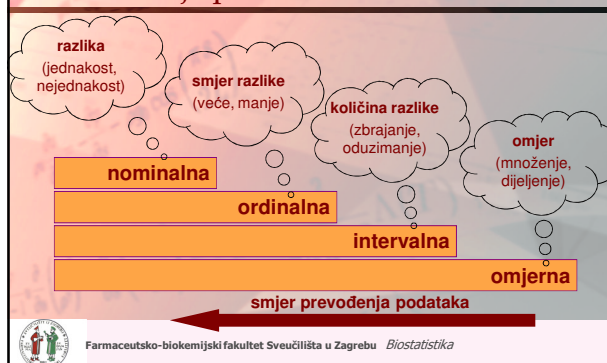 razlika
(jednakost,
nejednakost)
smjer razlike
(veće, manje)
količina razlike
(zbrajanje,
oduzimanje)
omjer
(množenje,
dijeljenje)
nominalna
ordinalna
intervalna
omjerna
smjer prevođenja podataka
Farmaceutsko-biokemijski fakultet Sveučilišta u Zagrebu Biostatistika